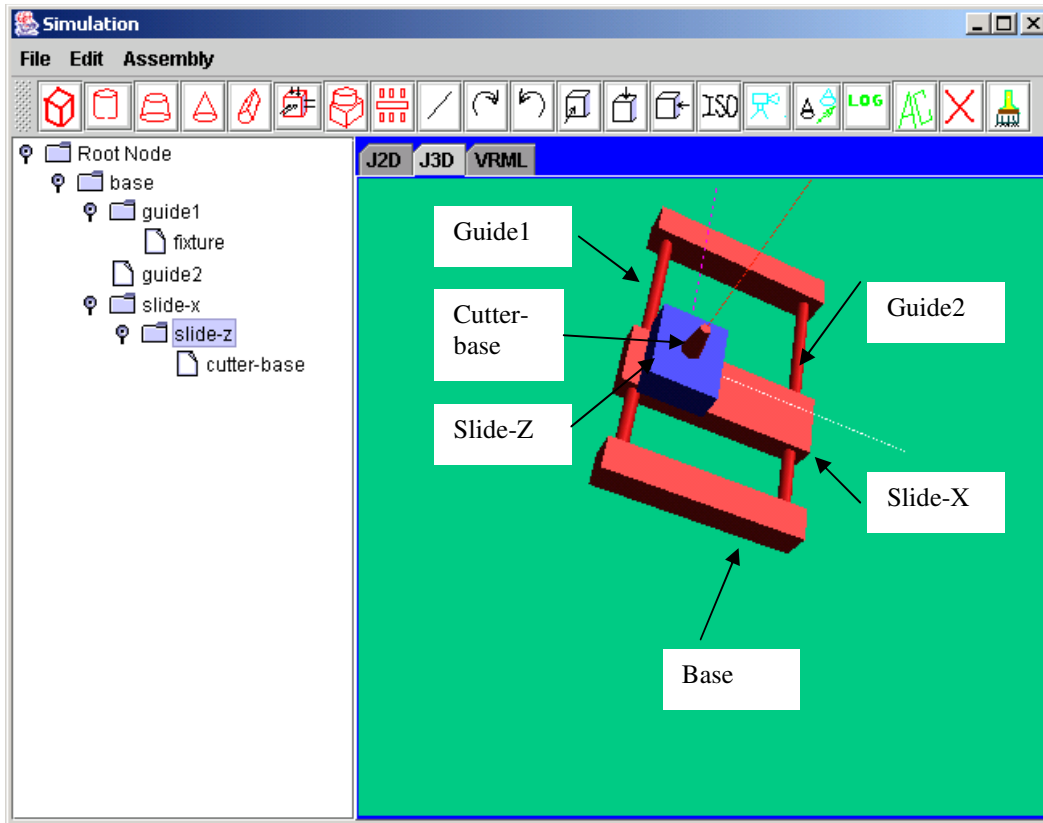 Simulation
File Edit Assembly
ISO
LOG
Root Node
base
guide1
fixture
guide2
slide-x
slide-z
cutter-base
J2D J3D VRML
Guide1
Cutter-
base
Slide-Z
Guide2
Slide-X
Base